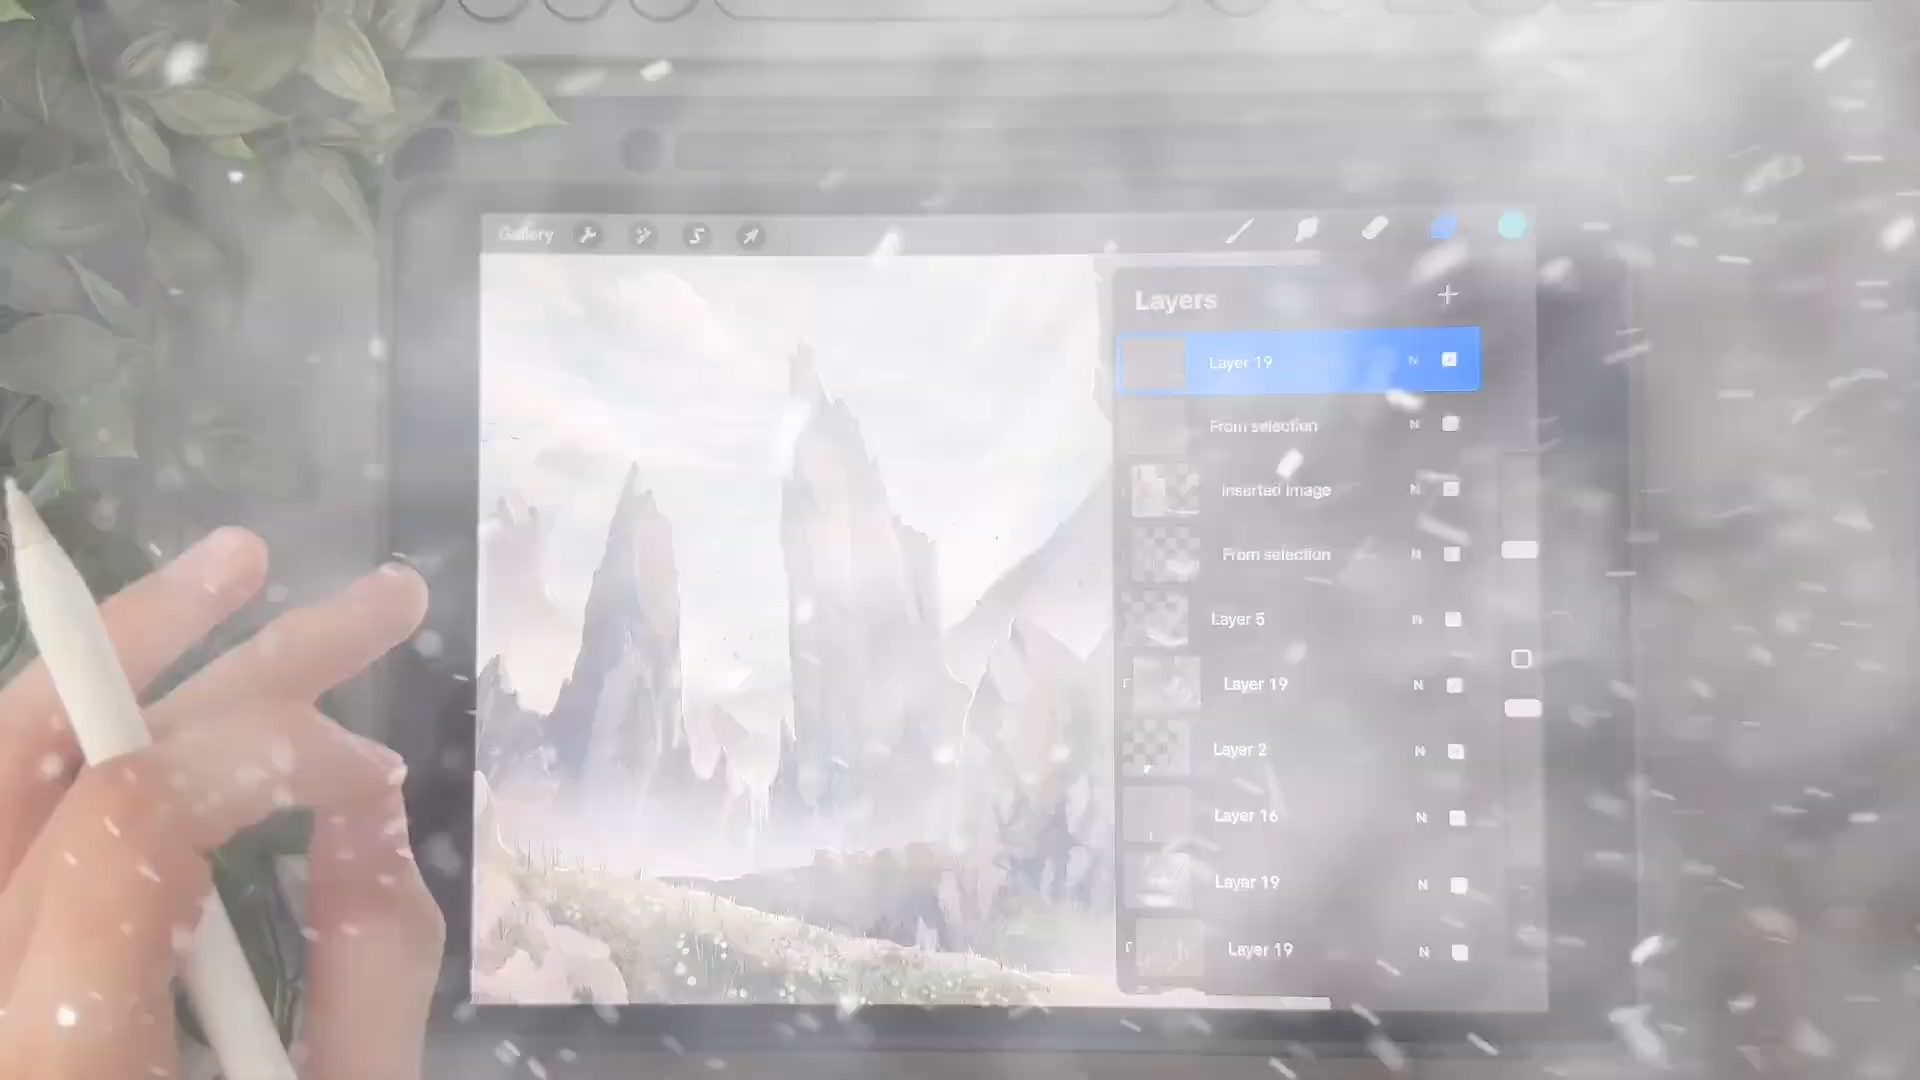 Gallery
Layers
Layer 19 N
From selection N
Inserted Image N
From selection N
Layer 5 N
Layer 19 N
Layer 2 N
Layer 16 N
Layer 19 N
Layer 19 N